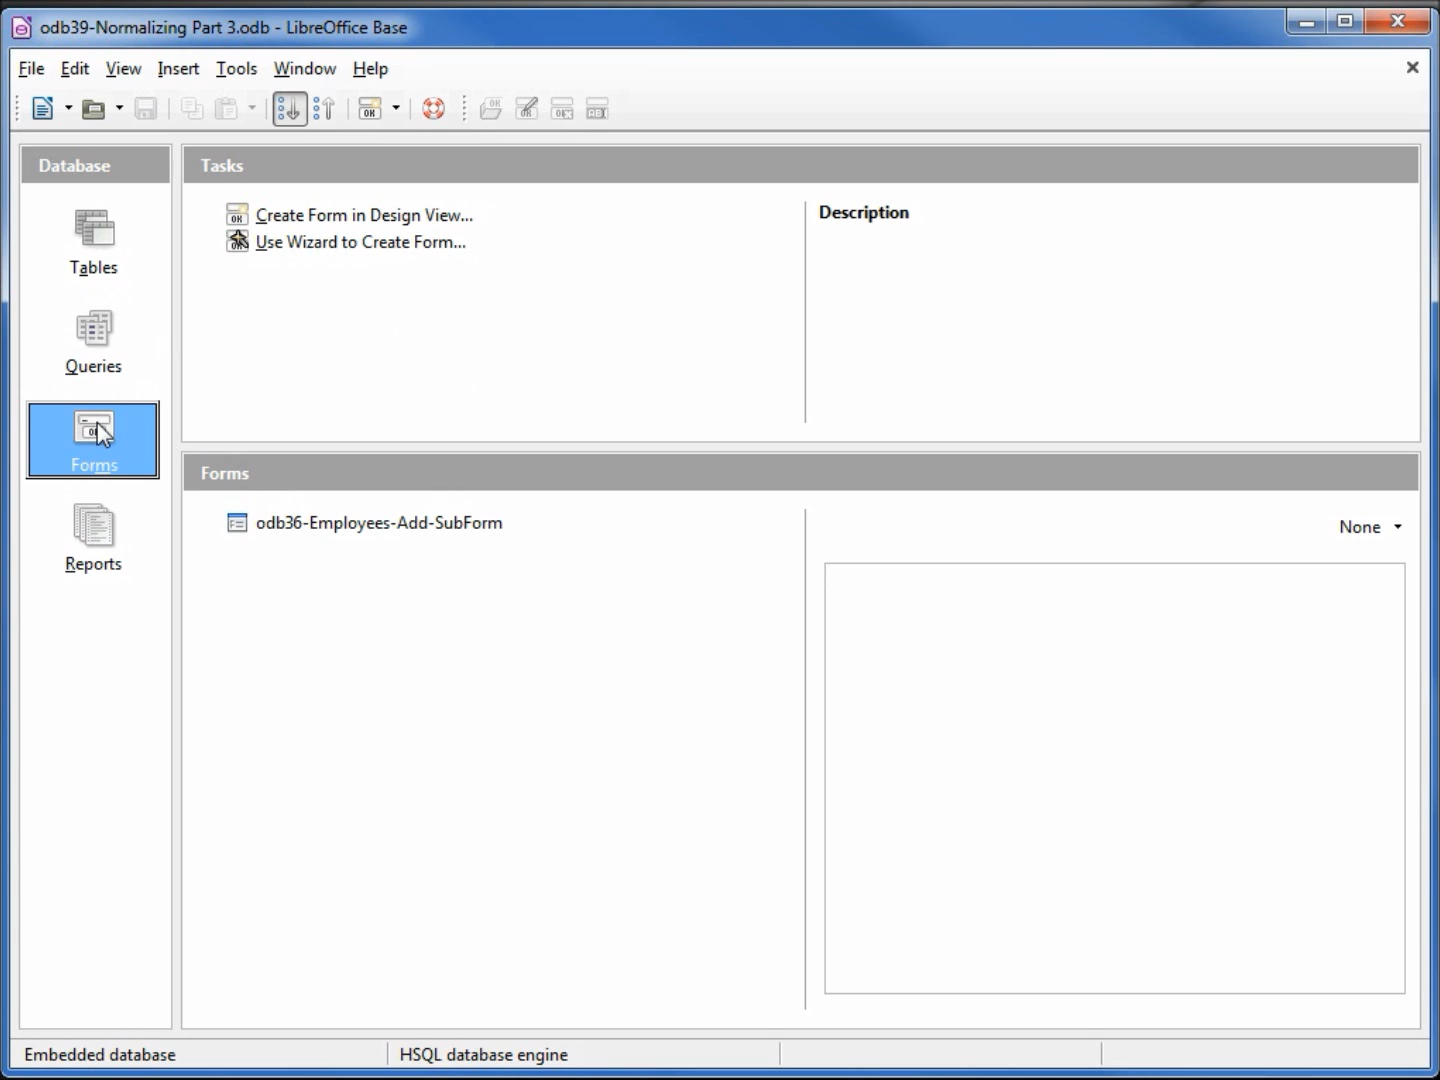 odb39-Normalizing Part 3.odb - LibreOffice Base
File Edit View Insert Tools Window Help
Database
Tasks
Create Form in Design View...
Use Wizard to Create Form...
Description
Tables
Queries
Forms
Reports
Forms
odb36-Employees-Add-SubForm
None
Embedded database
HSQL database engine